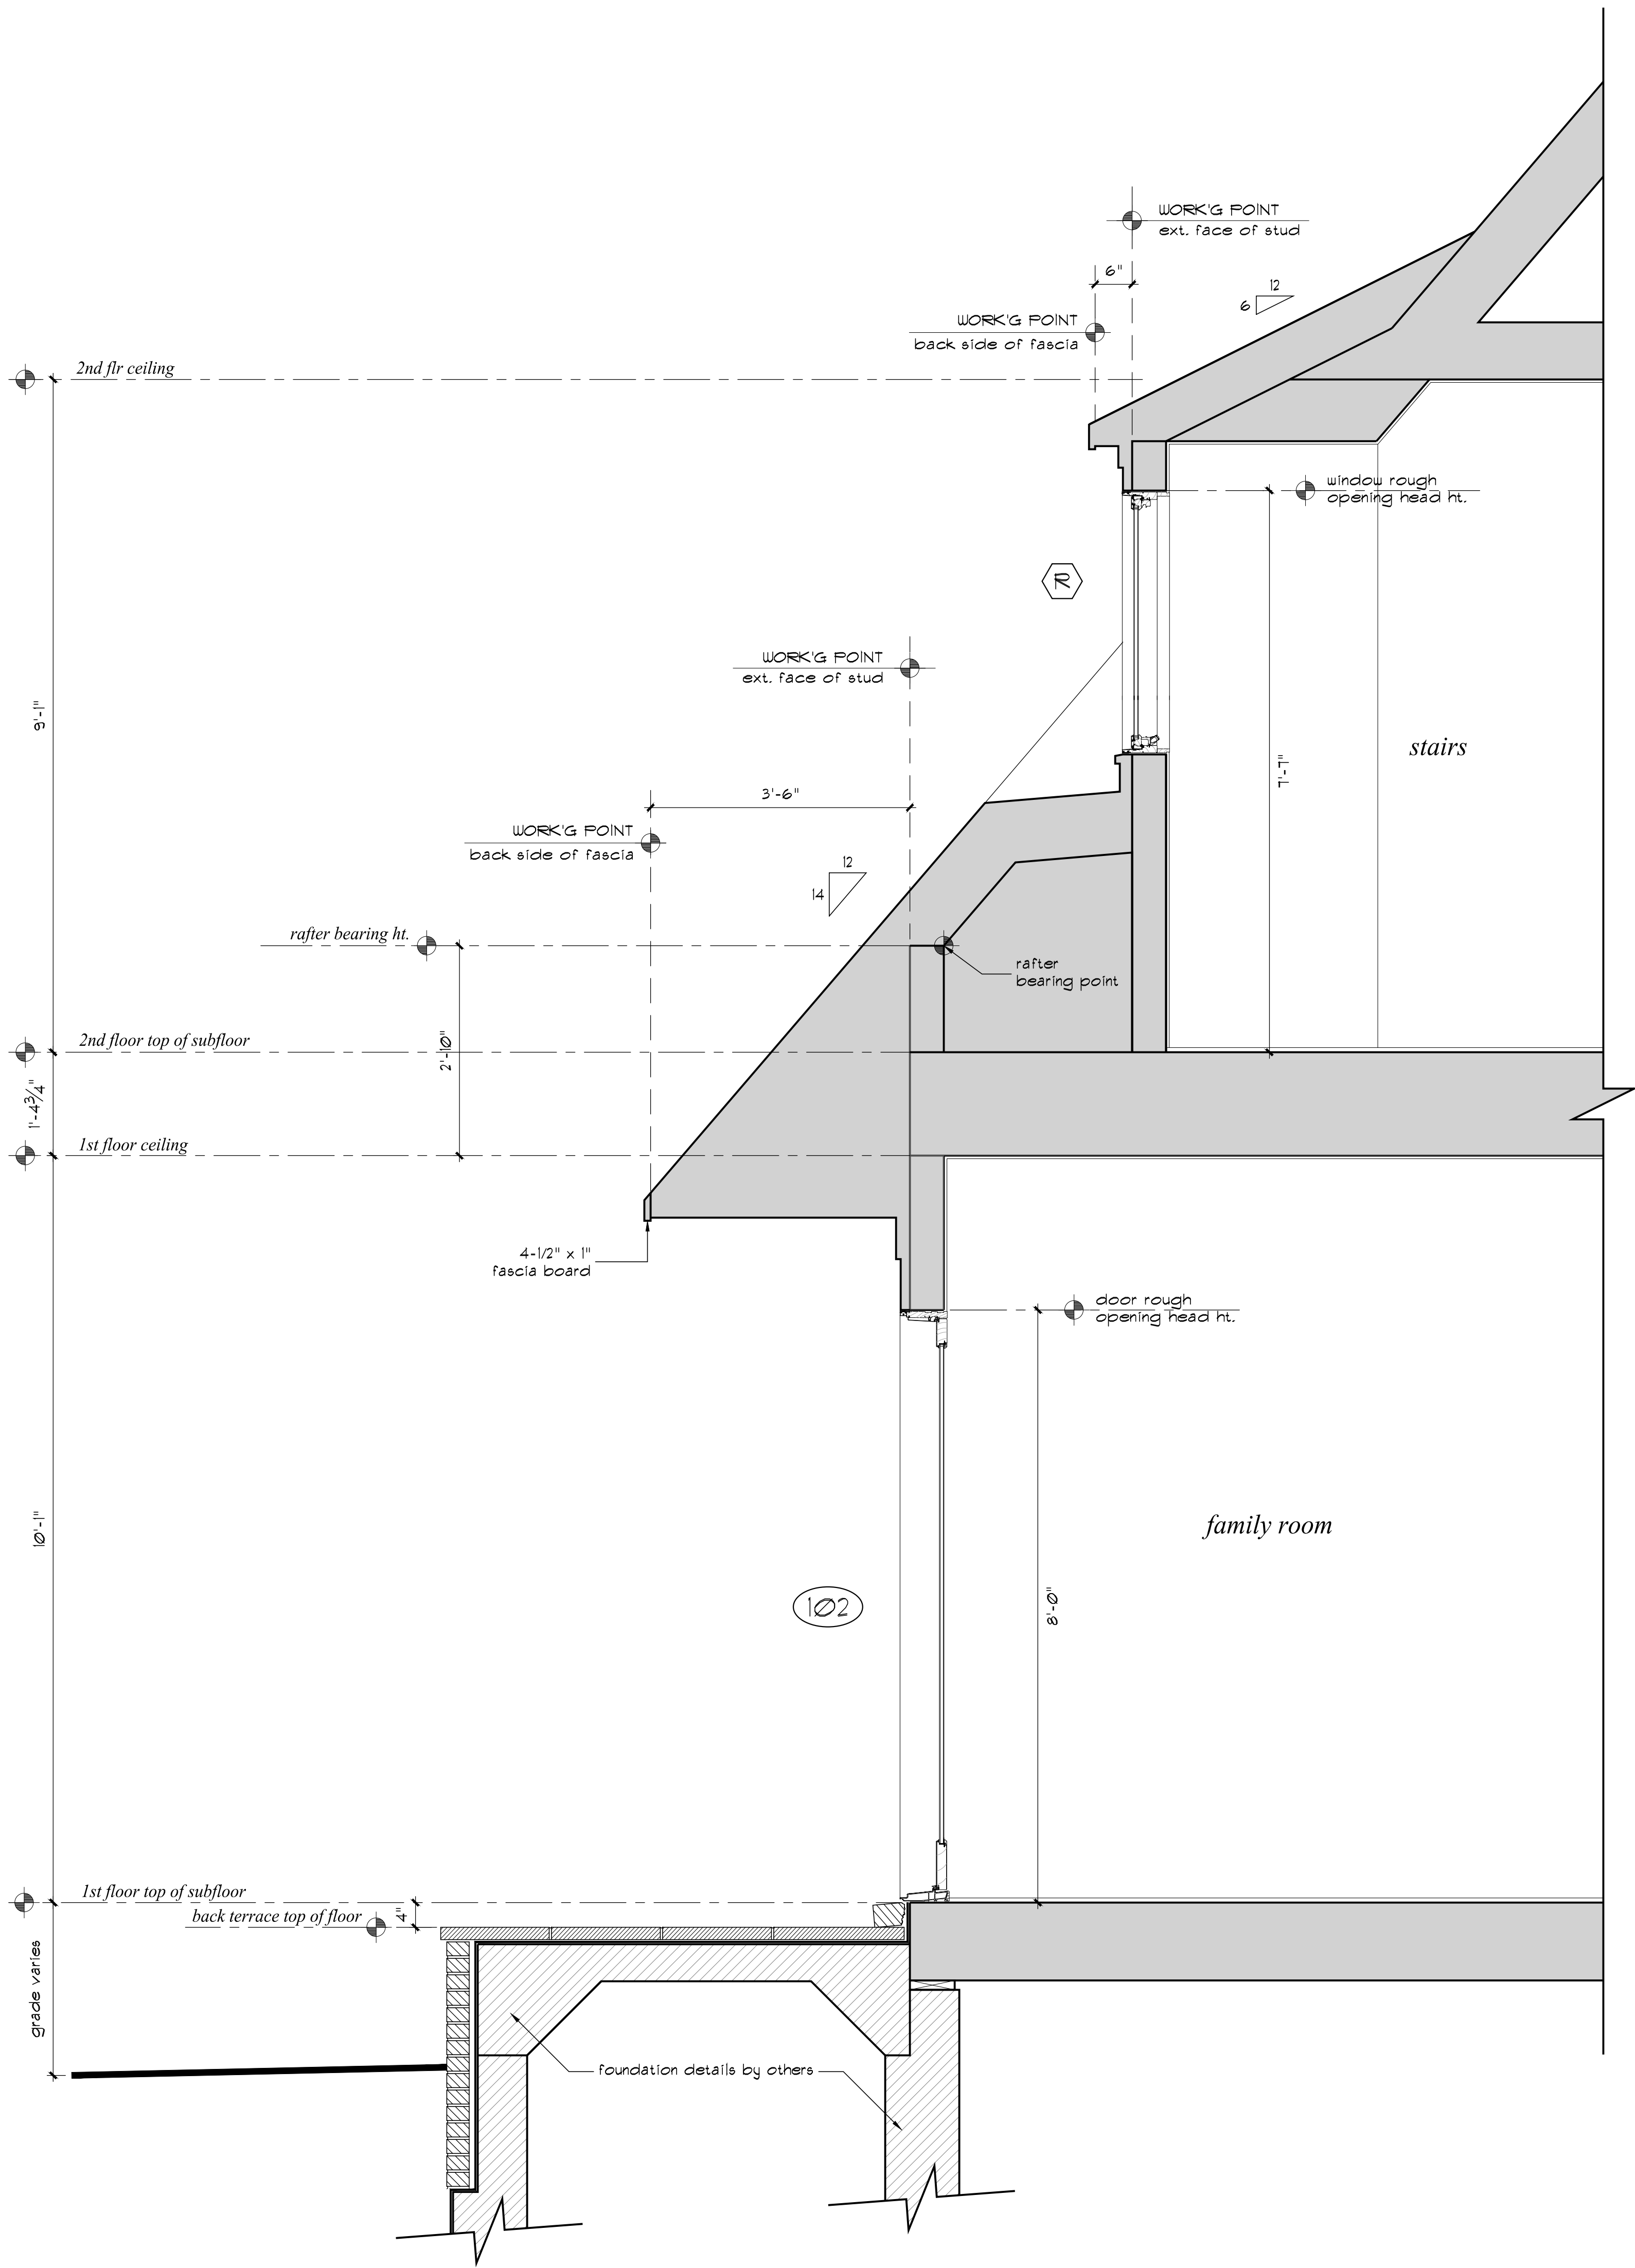 WORK'G POINT
ext. face of stud
6"
12
6
WORK'G POINT
back side of fascia
2nd flr ceiling
window rough
opening head ht.
R
WORK'G POINT
ext. face of stud
9'-1"
stairs
7'-7"
3'-6"
WORK'G POINT
back side of fascia
12
14
rafter bearing ht.
rafter
bearing point
2nd floor top of subfloor
2'-10"
1'-4 3/4"
1st floor ceiling
4-1/2" x 1"
fascia board
door rough
opening head ht.
10'-1"
family room
102
8'-0"
1st floor top of subfloor
back terrace top of floor
4"
grade varies
foundation details by others